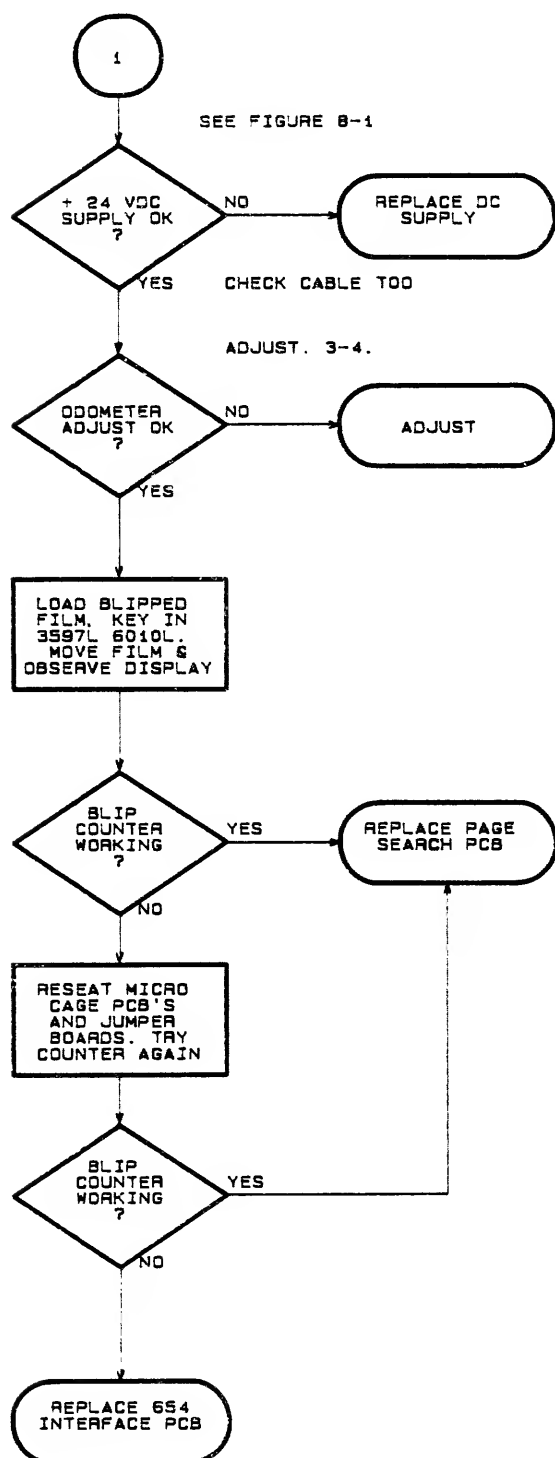 1
SEE FIGURE 8-1
+ 24 VDC
SUPPLY OK
?
NO
REPLACE DC
SUPPLY
YES
CHECK CABLE TOO
ADJUST. 3-4.
ODOMETER
ADJUST OK
?
NO
ADJUST
YES
LOAD BLIPPED
FILM, KEY IN
3597L 6010L.
MOVE FILM &
OBSERVE DISPLAY
BLIP
COUNTER
WORKING
?
YES
REPLACE PAGE
SEARCH PCB
NO
RESEAT MICRO
CAGE PCB'S
AND JUMPER
BOARDS. TRY
COUNTER AGAIN
BLIP
COUNTER
WORKING
?
YES
NO
REPLACE 654
INTERFACE PCB